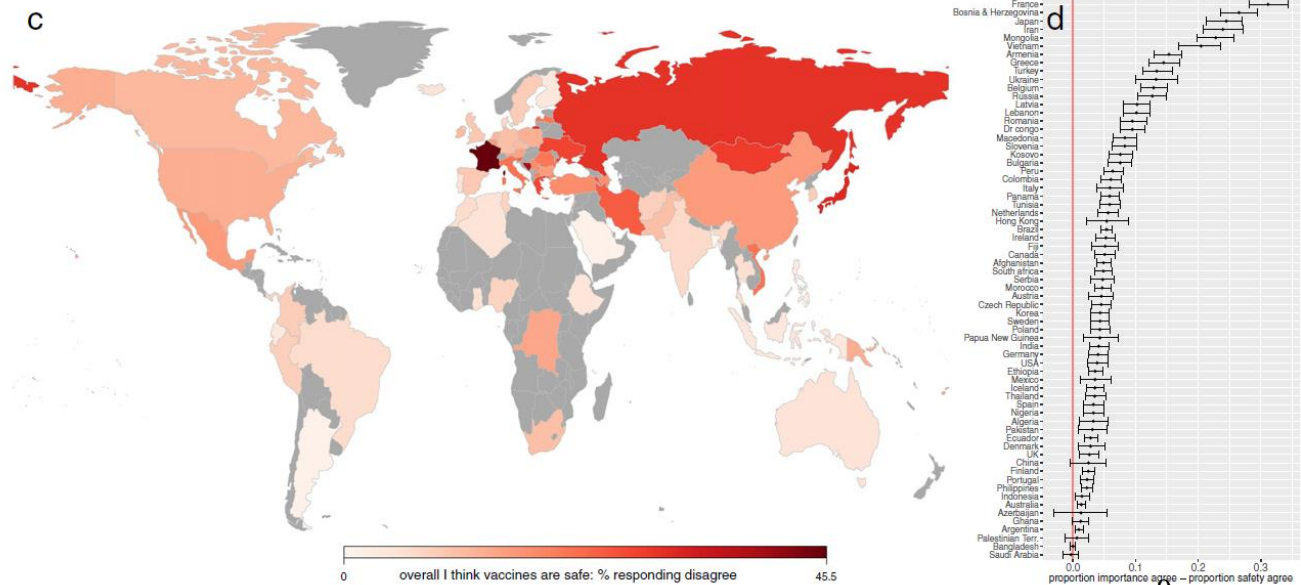 c
0
45.5
overall I think vaccines are safe: % responding disagree
d
France
Bosnia & Herzegovina
Japan
Iran
Mongolia
Vietnam
Armenia
Greece
Turkey
Ukraine
Belgium
Russia
Latvia
Lebanon
Romania
Dr congo
Macedonia
Slovenia
Kosovo
Bulgaria
Peru
Colombia
Italy
Panama
Tunisia
Netherlands
Hong Kong
Brazil
Ireland
Fiji
Canada
Afghanistan
South africa
Serbia
Morocco
Austria
Czech Republic
Korea
Sweden
Poland
Papua New Guinea
India
Germany
USA
Ethiopia
Mexico
Iceland
Thailand
Spain
Nigeria
Algeria
Pakistan
Ecuador
Denmark
UK
China
Finland
Portugal
Philippines
Indonesia
Australia
Azerbaijan
Ghana
Argentina
Palestinian Terr.
Bangladesh
Saudi Arabia
0.0 0.1 0.2 0.3
proportion importance agree − proportion safety agree